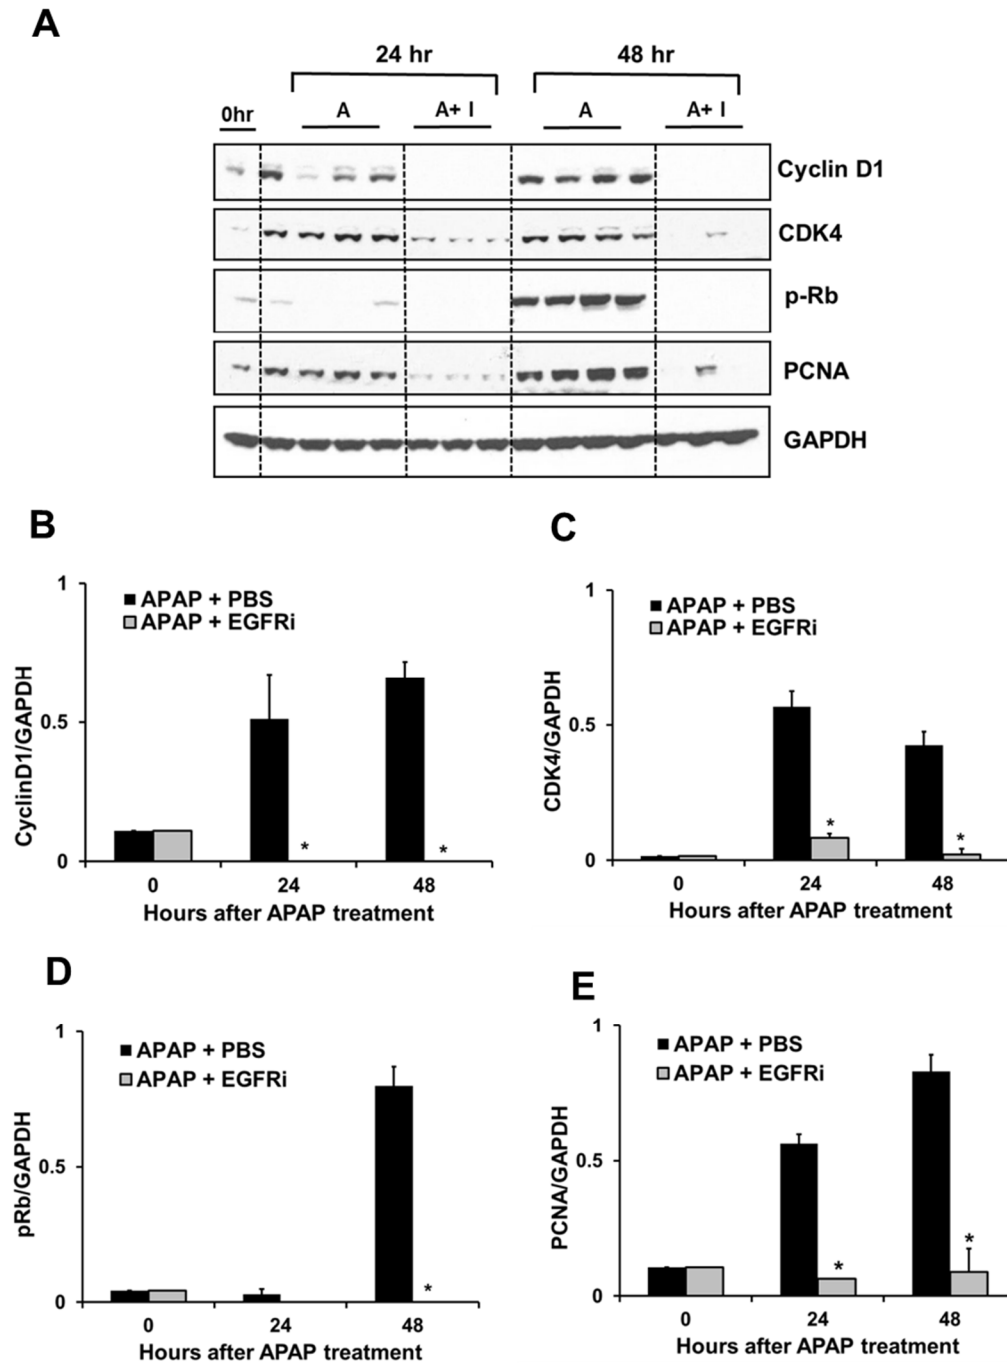 A
24 hr 48 hr
0hr A A+ I A A+ I
Cyclin D1
CDK4
p-Rb
PCNA
GAPDH
B
1
APAP + PBS
APAP + EGFRi
CyclinD1/GAPDH
0.5
* *
0
0 24 48
Hours after APAP treatment
C
1
APAP + PBS
APAP + EGFRi
CDK4/GAPDH
0.5
* *
0
0 24 48
Hours after APAP treatment
D
1
APAP + PBS
APAP + EGFRi
pRb/GAPDH
0.5
*
0
0 24 48
Hours after APAP treatment
E
1
APAP + PBS
APAP + EGFRi
PCNA/GAPDH
0.5
* *
0
0 24 48
Hours after APAP treatment